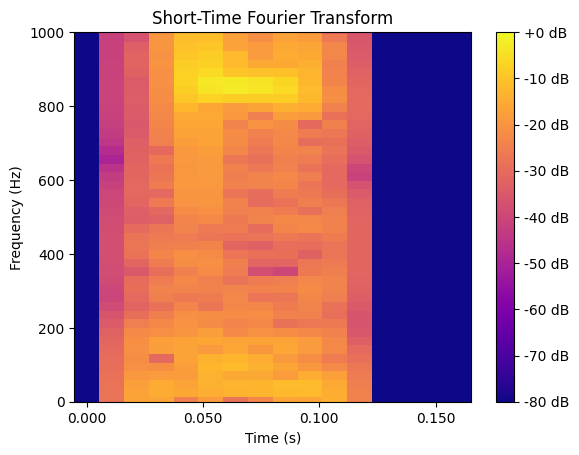 Short-Time Fourier Transform
1000
800
600
400
200
0
Frequency (Hz)
0.000
0.050
0.100
0.150
Time (s)
+0 dB
-10 dB
-20 dB
-30 dB
-40 dB
-50 dB
-60 dB
-70 dB
-80 dB